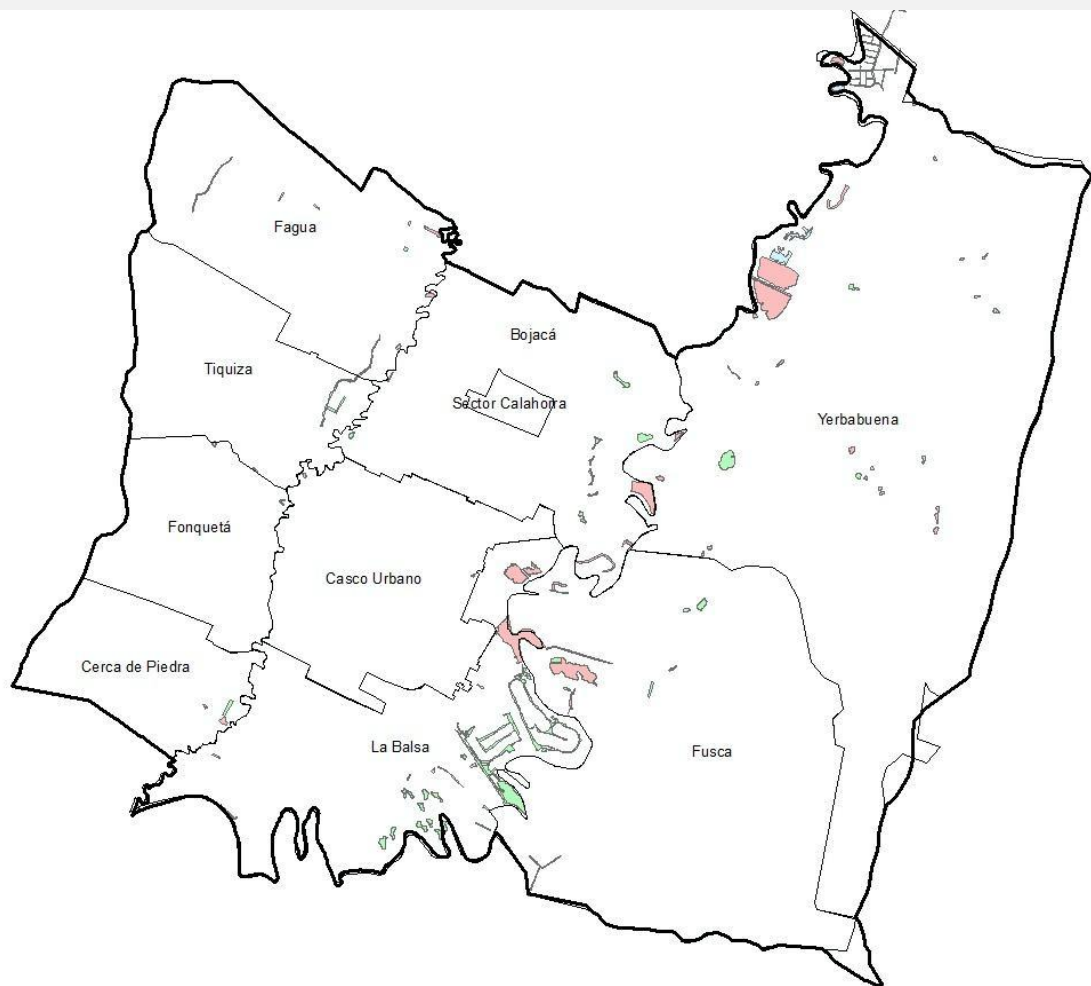 Fagua
Bojacá
Tiquiza
Sector Calahorra
Yerbabuena
Fonquetá
Casco Urbano
Cerca de Piedra
La Balsa
Fusca